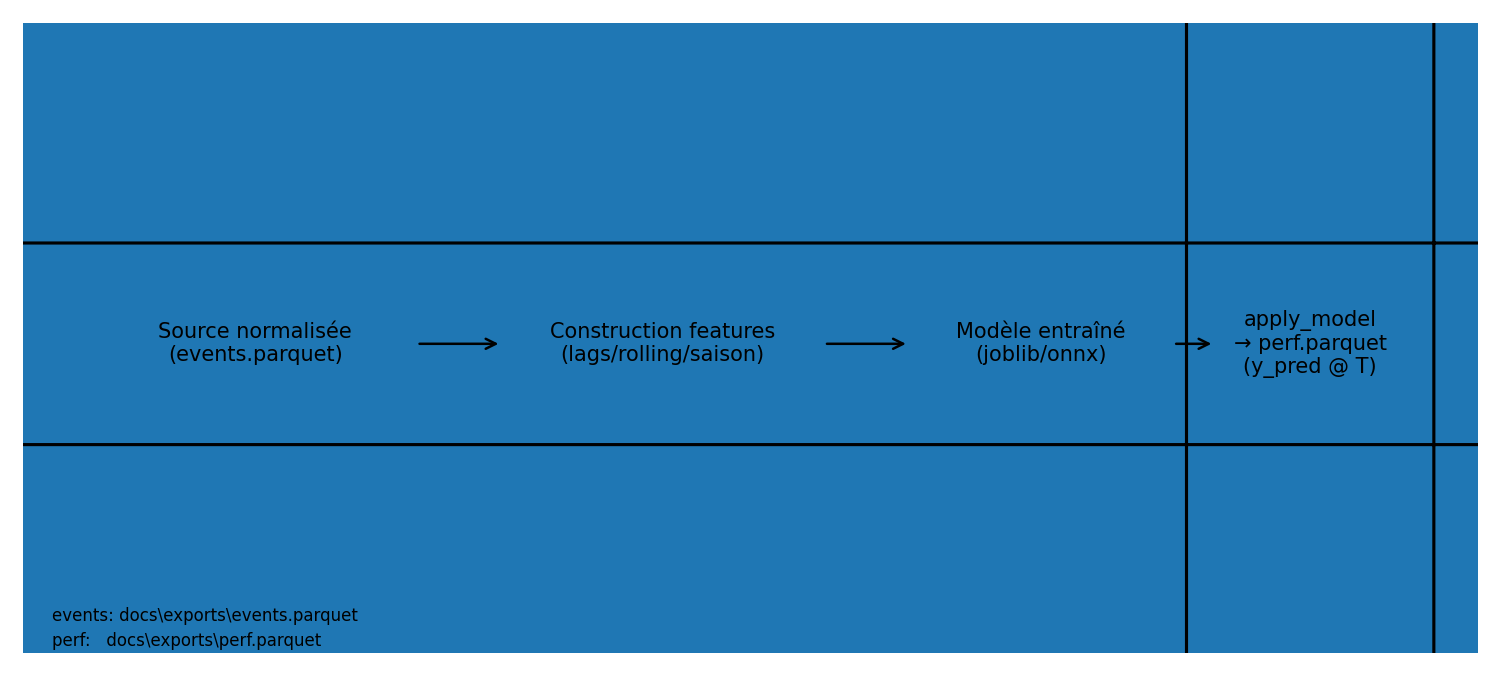 Source normalisée
(events.parquet)
Construction features
(lags/rolling/saison)
Modèle entraîné
(joblib/onnx)
apply_model
→ perf.parquet
(y_pred @ T)
events: docs\exports\events.parquet
perf:   docs\exports\perf.parquet